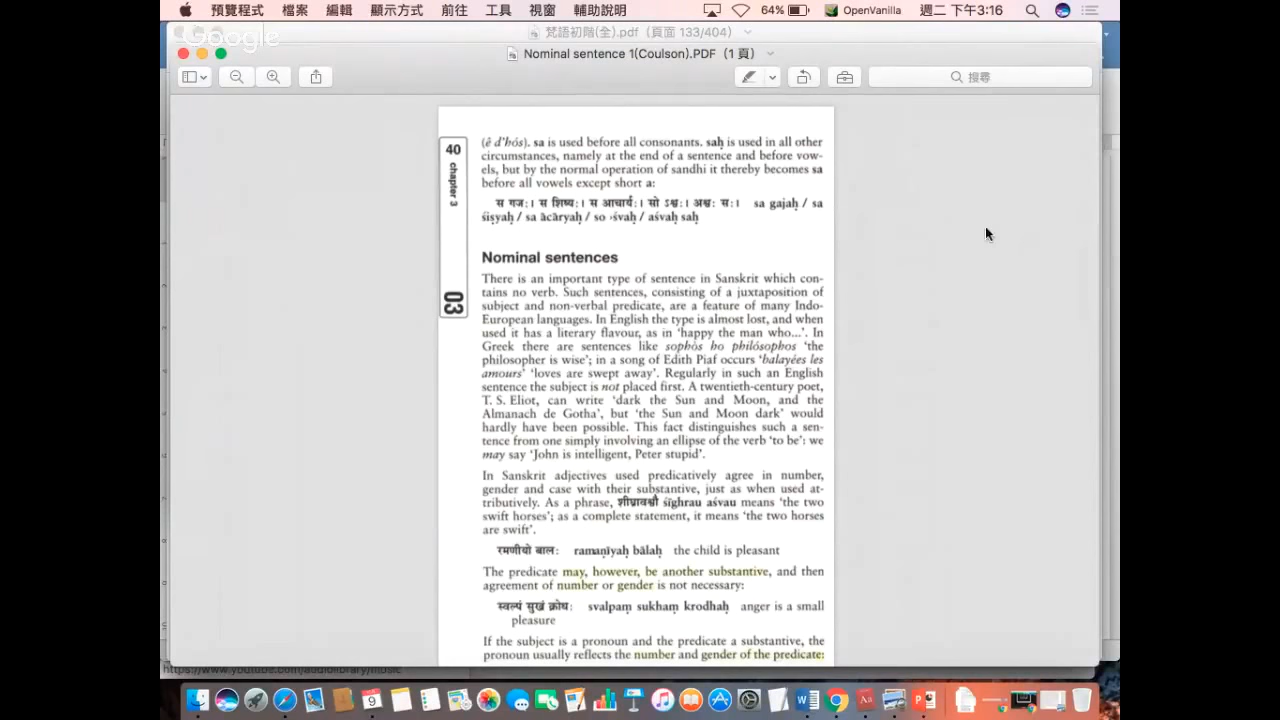 預覽程式 檔案 編輯 顯示方式 前往 工具 視窗 輔助說明 64% OpenVanilla 週二 下午3:16
Google
梵語初階(全).pdf (頁面 133/404)
Nominal sentence 1(Coulson).PDF (1 頁)
搜尋
40
chapter 3
03
(ê d’hós). sa is used before all consonants. saḥ is used in all other
circumstances, namely at the end of a sentence and before vow-
els, but by the normal operation of sandhi it thereby becomes sa
before all vowels except short a:
स गजः। स शिष्यः। स आचार्यः। सो ऽश्वः। अश्वः सः। sa gajaḥ / sa
śiṣyaḥ / sa ācāryaḥ / so ’śvaḥ / aśvaḥ saḥ
Nominal sentences
There is an important type of sentence in Sanskrit which con-
tains no verb. Such sentences, consisting of a juxtaposition of
subject and non-verbal predicate, are a feature of many Indo-
European languages. In English the type is almost lost, and when
used it has a literary flavour, as in ‘happy the man who...’. In
Greek there are sentences like sophòs ho philósophos ‘the
philosopher is wise’; in a song of Edith Piaf occurs ‘balayées les
amours’ ‘loves are swept away’. Regularly in such an English
sentence the subject is not placed first. A twentieth-century poet,
T. S. Eliot, can write ‘dark the Sun and Moon, and the
Almanach de Gotha’, but ‘the Sun and Moon dark’ would
hardly have been possible. This fact distinguishes such a sen-
tence from one simply involving an ellipse of the verb ‘to be’: we
may say ‘John is intelligent, Peter stupid’.
In Sanskrit adjectives used predicatively agree in number,
gender and case with their substantive, just as when used at-
tributively. As a phrase, शीघ्रावश्वौ śīghrau aśvau means ‘the two
swift horses’; as a complete statement, it means ‘the two horses
are swift’.
रमणीयो बालः ramaṇīyaḥ bālaḥ the child is pleasant
The predicate may, however, be another substantive, and then
agreement of number or gender is not necessary:
स्वल्पं सुखं क्रोधः svalpaṃ sukhaṃ krodhaḥ anger is a small
pleasure
If the subject is a pronoun and the predicate a substantive, the
pronoun usually reflects the number and gender of the predicate:
https://www.youtube.com/audiolibrary/music